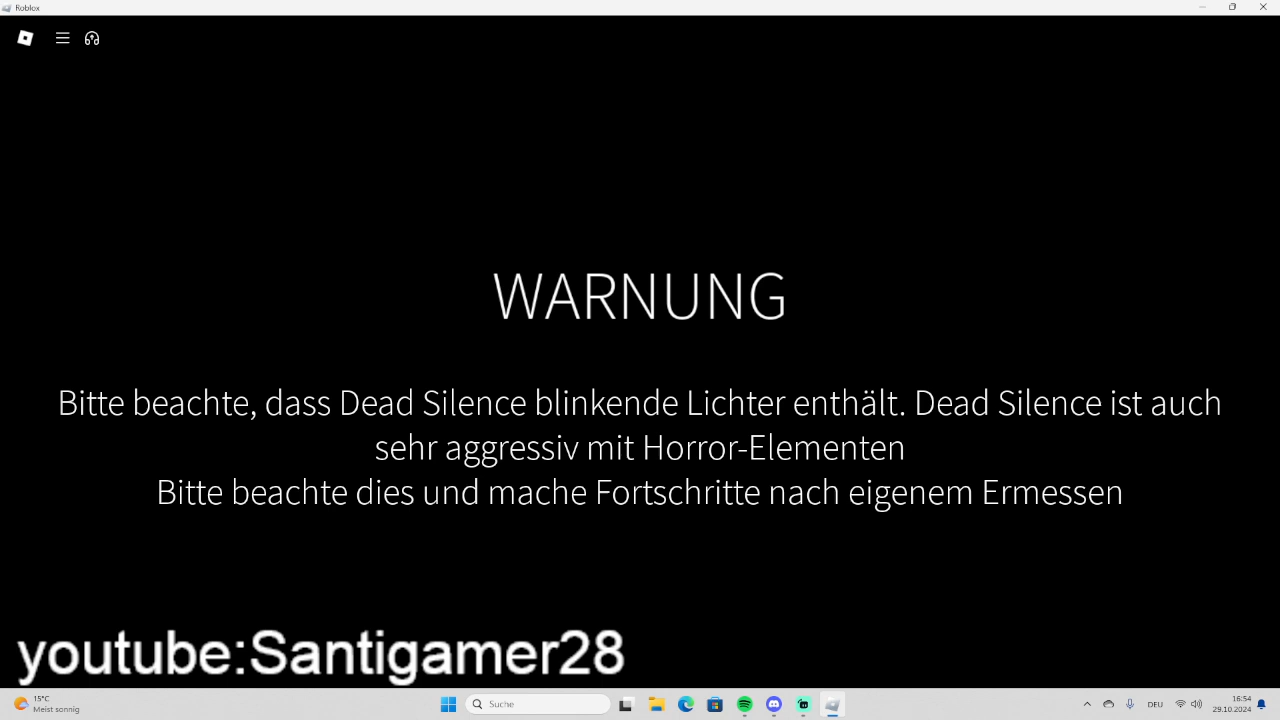 Roblox
WARNUNG
Bitte beachte, dass Dead Silence blinkende Lichter enthält. Dead Silence ist auch
sehr aggressiv mit Horror-Elementen
Bitte beachte dies und mache Fortschritte nach eigenem Ermessen
youtube:Santigamer28
15°C
Meist sonnig
Suche
DEU
16:54
29.10.2024